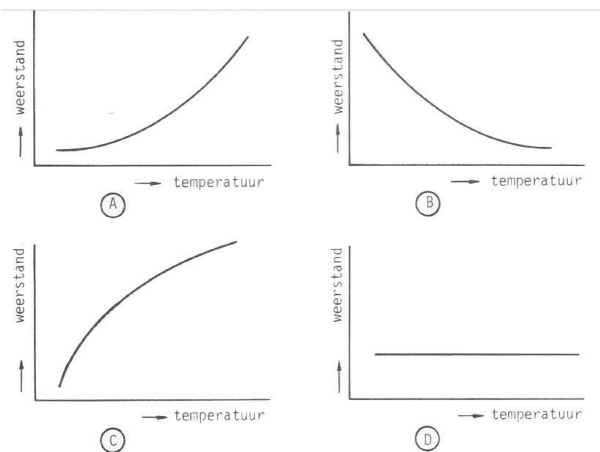 weerstand
temperatuur
A
weerstand
temperatuur
B
weerstand
temperatuur
C
weerstand
temperatuur
D